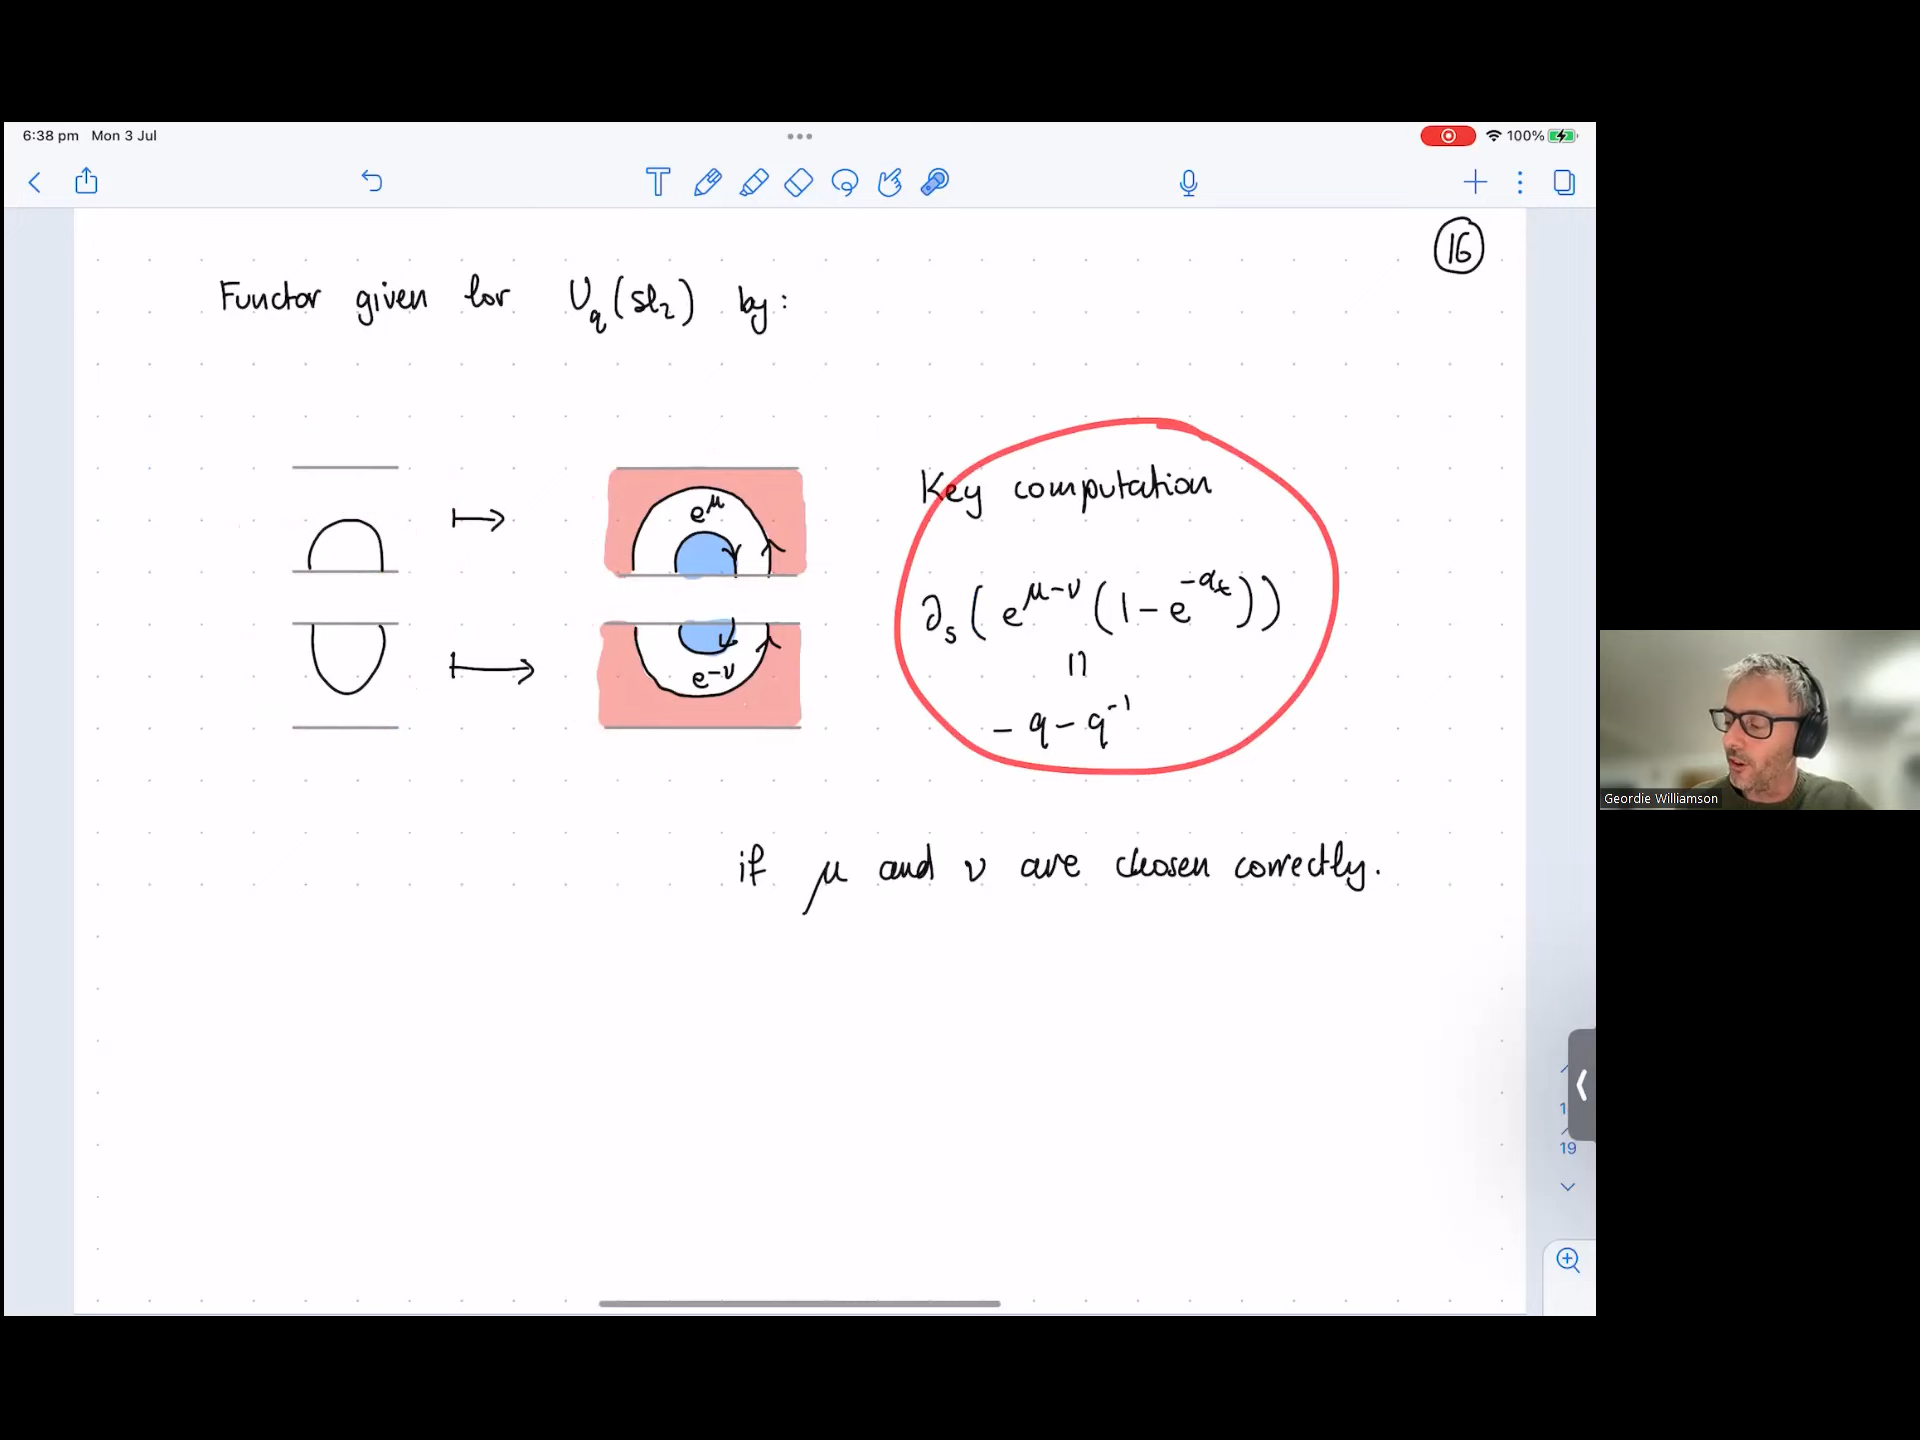 6:38 pm Mon 3 Jul
100%
16
Functor given for U_q(sl_2) by:
e^μ
e^{-ν}
Key computation
∂_s(e^{μ-ν}(1-e^{-α_t}))
=
-q-q^{-1}
if μ and ν are chosen correctly.
19
Geordie Williamson